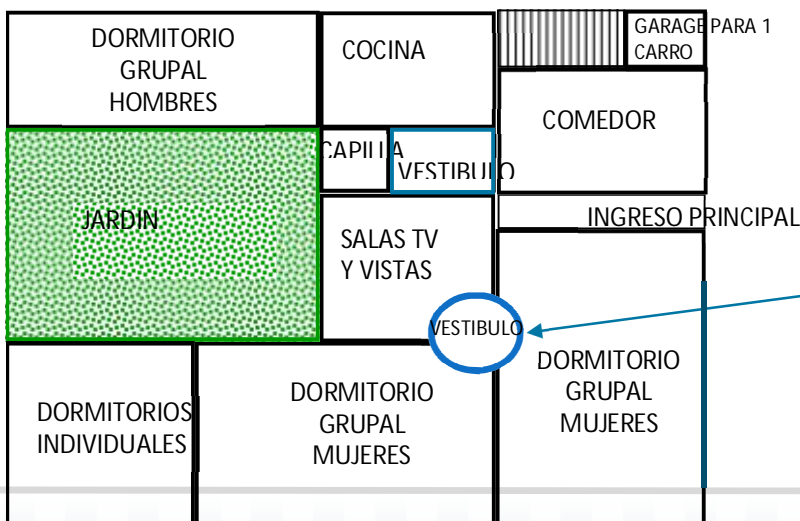 DORMITORIO
GRUPAL
HOMBRES
COCINA
GARAGE PARA 1
CARRO
COMEDOR
CAPILLA
VESTIBULO
JARDIN
INGRESO PRINCIPAL
SALAS TV
Y VISTAS
VESTIBULO
DORMITORIOS
INDIVIDUALES
DORMITORIO
GRUPAL
MUJERES
DORMITORIO
GRUPAL
MUJERES